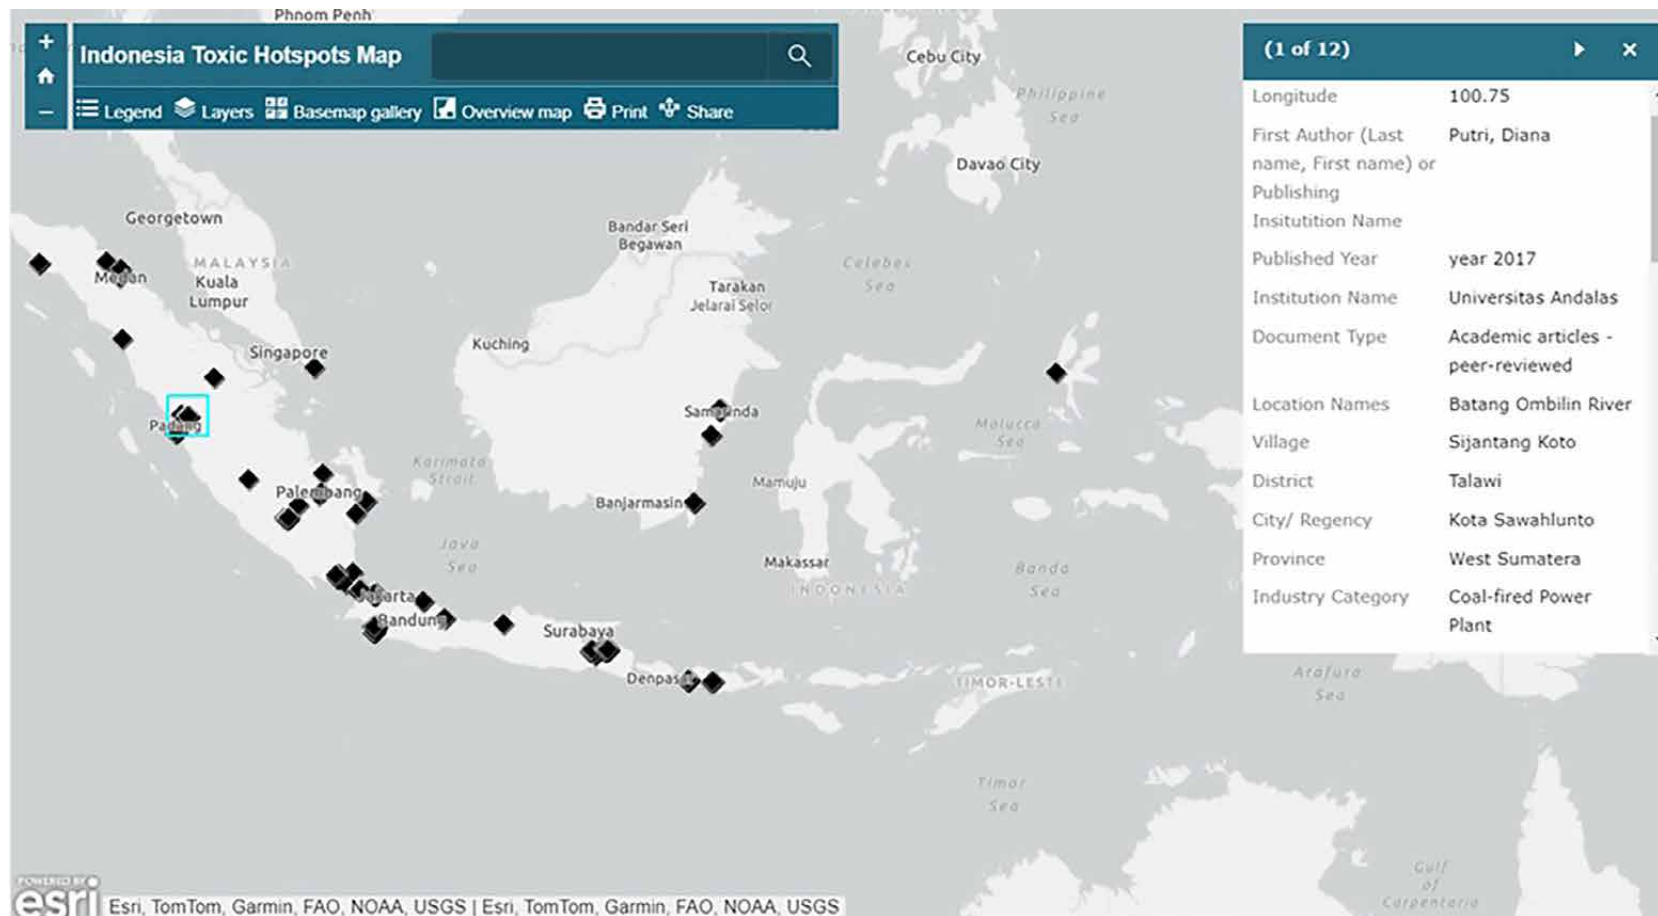 Phnom Penh
+
Indonesia Toxic Hotspots Map
–
Legend Layers Basemap gallery Overview map Print Share
Cebu City
Philippine
Sea
Davao City
Georgetown
MALAYSIA
Kuala
Lumpur
Medan
Singapore
Bandar Seri
Begawan
Tarakan
Jelarai Selor
Celebes
Sea
Kuching
Samarinda
Padang
Molucca
Sea
Karimata
Strait
Palembang
Banjarmasin
Mamuju
Java
Sea
Makassar
INDONESIA
Banda
Sea
Jakarta
Bandung
Surabaya
Denpasar
TIMOR-LESTE
Arafura
Sea
Timor
Sea
Gulf
of
Carpentaria
(1 of 12)
Longitude 100.75
First Author (Last Putri, Diana
name, First name) or
Publishing
Insitutition Name
Published Year year 2017
Institution Name Universitas Andalas
Document Type Academic articles -
peer-reviewed
Location Names Batang Ombilin River
Village Sijantang Koto
District Talawi
City/ Regency Kota Sawahlunto
Province West Sumatera
Industry Category Coal-fired Power
Plant
POWERED BY
esri
Esri, TomTom, Garmin, FAO, NOAA, USGS | Esri, TomTom, Garmin, FAO, NOAA, USGS